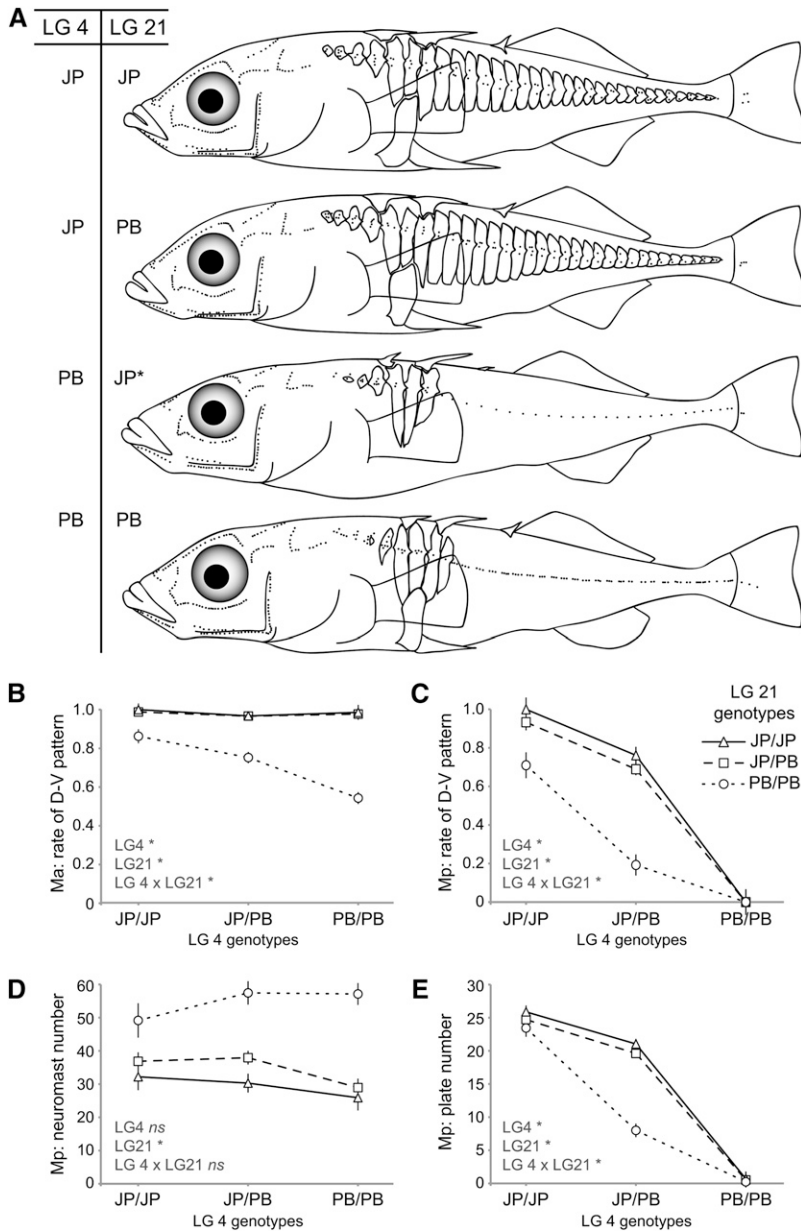 A
LG 4 LG 21
JP JP
JP PB
PB JP*
PB PB
B
Ma: rate of D-V pattern
1.0
0.8
0.6
0.4
0.2
0
LG4 *
LG21 *
LG 4 x LG21 *
JP/JP JP/PB PB/PB
LG 4 genotypes
C
Mp: rate of D-V pattern
1.0
0.8
0.6
0.4
0.2
0
LG4 *
LG21 *
LG 4 x LG21 *
JP/JP JP/PB PB/PB
LG 4 genotypes
LG 21
genotypes
JP/JP
JP/PB
PB/PB
D
Mp: neuromast number
60
50
40
30
20
10
0
LG4 ns
LG21 *
LG 4 x LG21 ns
JP/JP JP/PB PB/PB
LG 4 genotypes
E
Mp: plate number
30
25
20
15
10
5
0
LG4 *
LG21 *
LG 4 x LG21 *
JP/JP JP/PB PB/PB
LG 4 genotypes